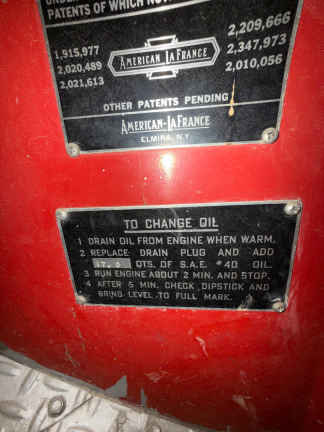 UNDER
PATENTS OF WHICH NOW
2,209,666
1,915,977
AMERICAN LAFRANCE
2,347,973
2,020,489
2,010,056
2,021,613
OTHER PATENTS PENDING
AMERICAN-LAFRANCE
ELMIRA, N.Y.
TO CHANGE OIL
1 DRAIN OIL FROM ENGINE WHEN WARM.
2 REPLACE DRAIN PLUG AND ADD
QTS. OF S.A.E. #40 OIL.
3 RUN ENGINE ABOUT 2 MIN. AND STOP.
4 AFTER 5 MIN. CHECK DIPSTICK AND
BRING LEVEL TO FULL MARK.